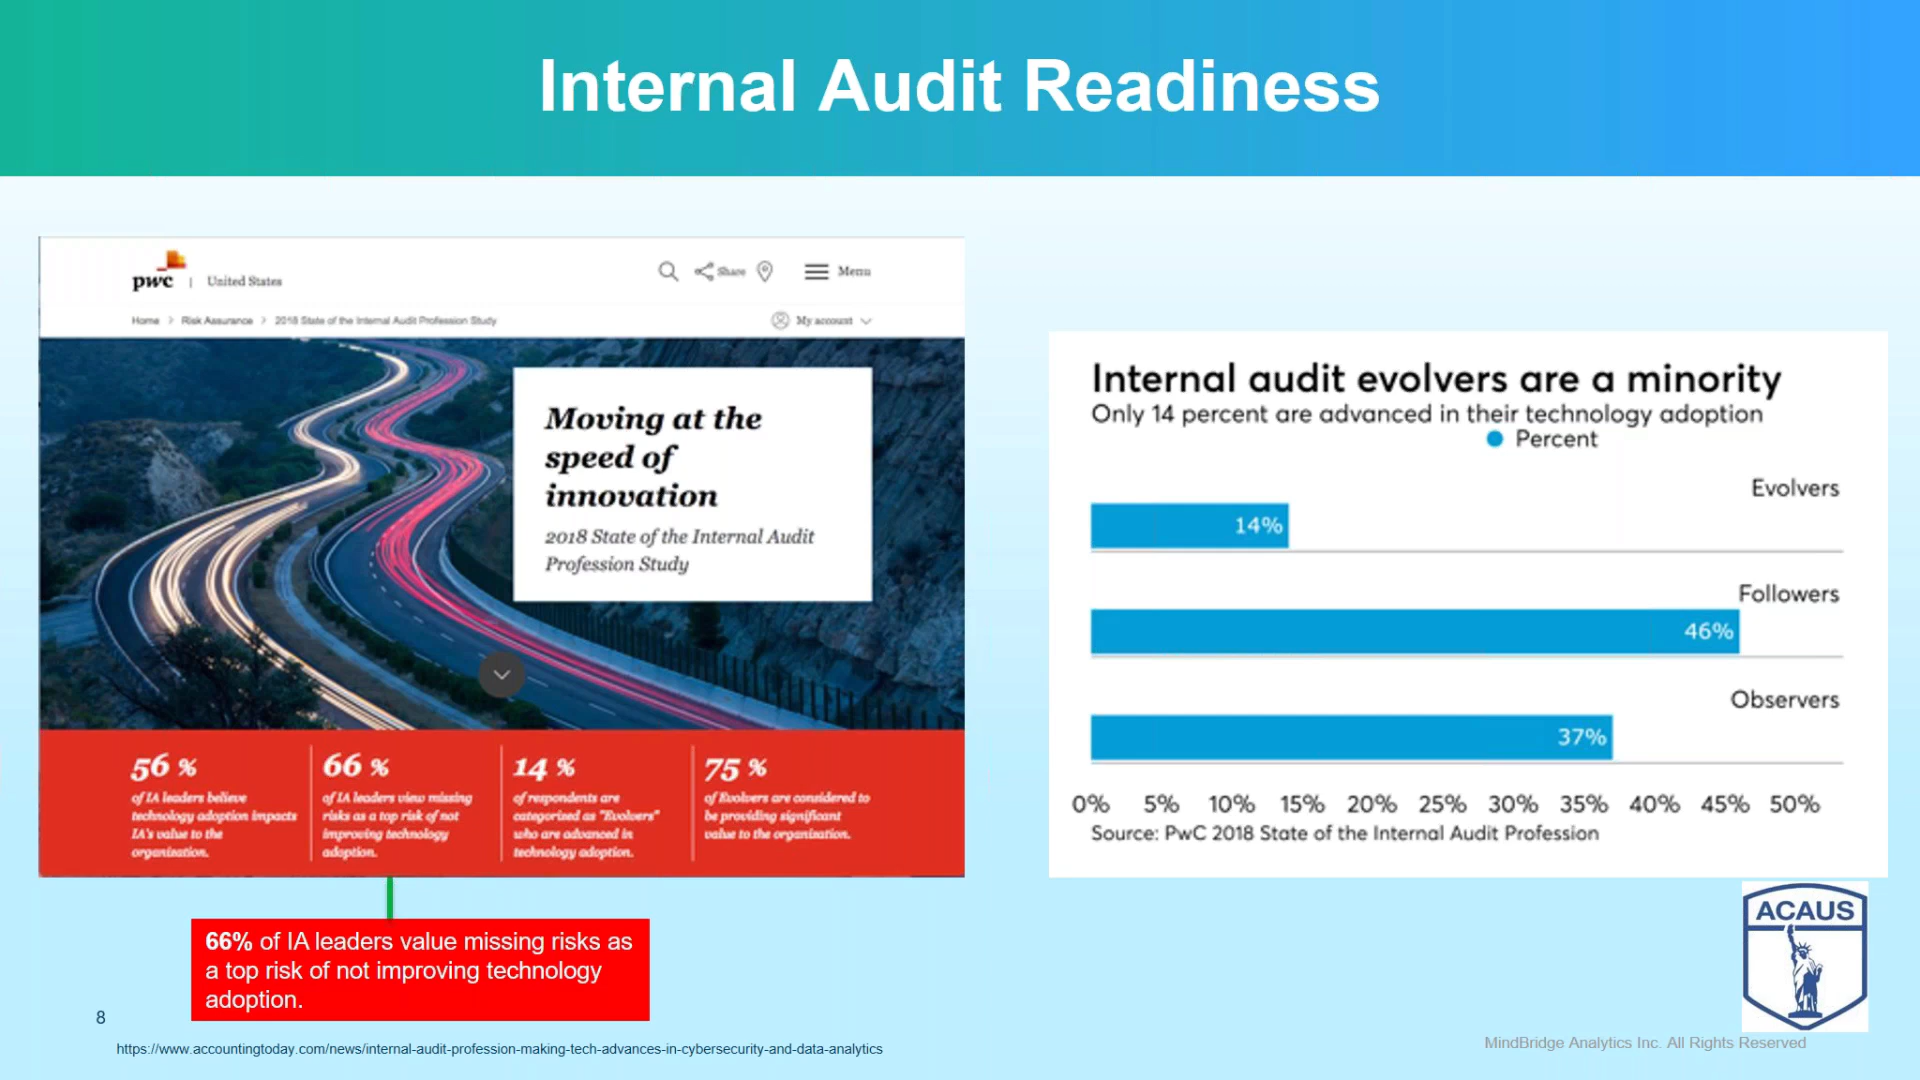 Internal Audit Readiness
pwc | United States
Share
Menu
Home > Risk Assurance > 2018 State of the Internal Audit Profession Study
My account
Moving at the
speed of
innovation
2018 State of the Internal Audit
Profession Study
56 %
of IA leaders believe
technology adoption impacts
IA's value to the
organization.
66 %
of IA leaders view missing
risks as a top risk of not
improving technology
adoption.
14 %
of respondents are
categorized as "Evolvers"
who are advanced in
technology adoption.
75 %
of Evolvers are considered to
be providing significant
value to the organization.
66% of IA leaders value missing risks as
a top risk of not improving technology
adoption.
Internal audit evolvers are a minority
Only 14 percent are advanced in their technology adoption
Percent
Evolvers
14%
Followers
46%
Observers
37%
0% 5% 10% 15% 20% 25% 30% 35% 40% 45% 50%
Source: PwC 2018 State of the Internal Audit Profession
ACAUS
8
https://www.accountingtoday.com/news/internal-audit-profession-making-tech-advances-in-cybersecurity-and-data-analytics
MindBridge Analytics Inc. All Rights Reserved